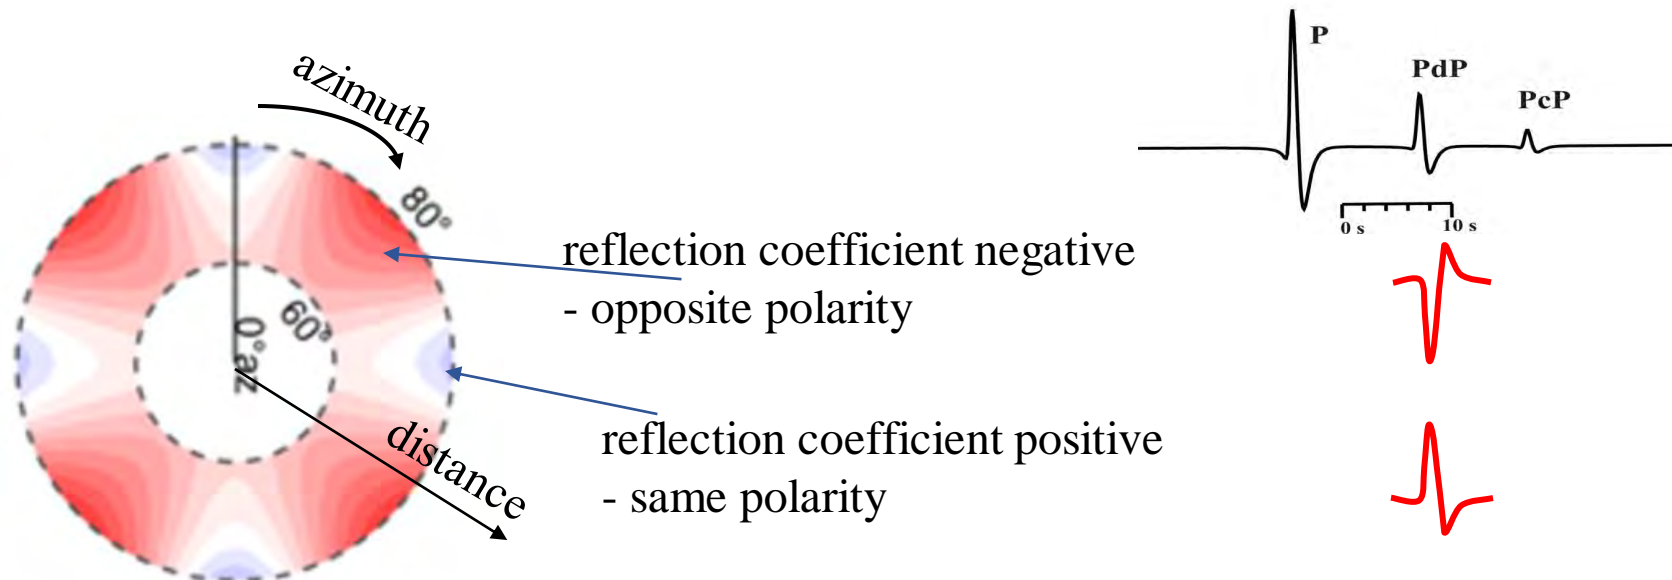 azimuth
80°
60°
0°az
distance
reflection coefficient negative
- opposite polarity
reflection coefficient positive
- same polarity
P
PdP
PcP
0 s
10 s